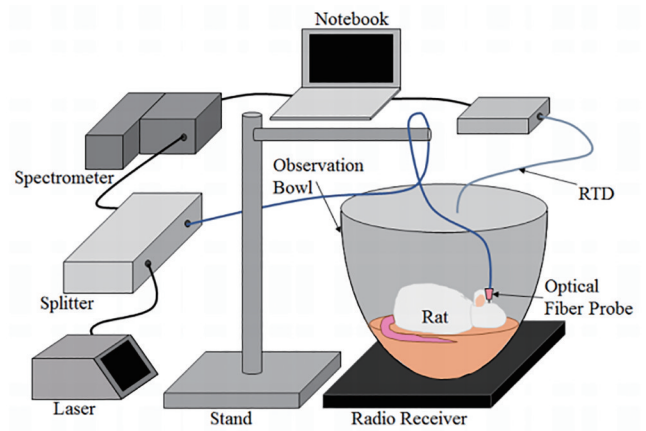 Notebook
Spectrometer
Observation
Bowl
RTD
Splitter
Optical
Fiber Probe
Rat
Laser
Stand
Radio Receiver